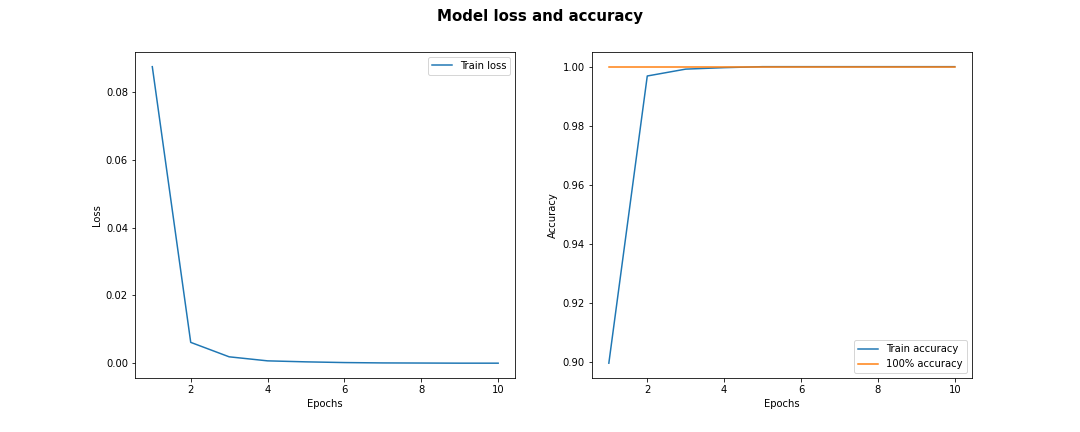 Model loss and accuracy
Train loss
0.08
0.06
0.04
0.02
0.00
Loss
2 4 6 8 10
Epochs
1.00
0.98
0.96
0.94
0.92
0.90
Accuracy
Train accuracy
100% accuracy
2 4 6 8 10
Epochs